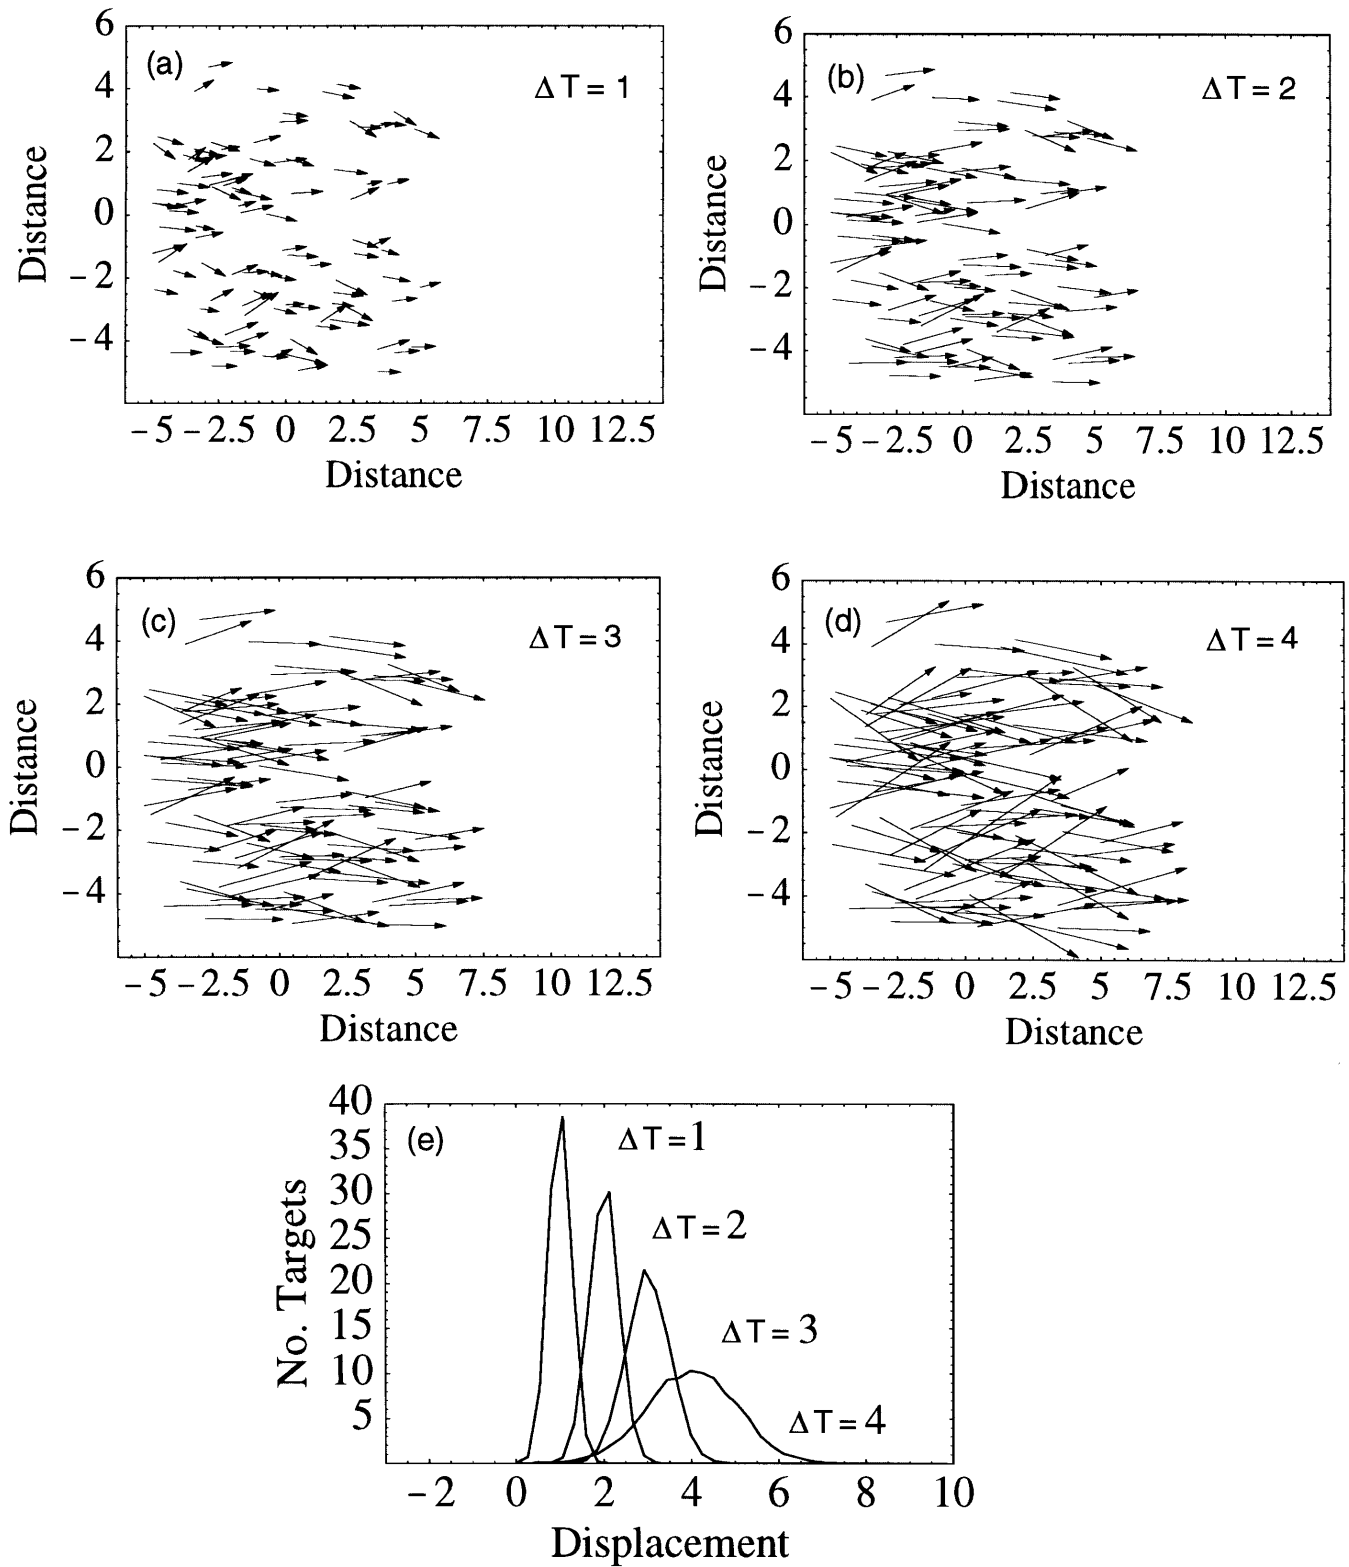 6
(a)
ΔT = 1
4
2
0
-2
-4
Distance
-5 -2.5 0 2.5 5 7.5 10 12.5
Distance
6
(b)
ΔT = 2
4
2
0
-2
-4
Distance
-5 -2.5 0 2.5 5 7.5 10 12.5
Distance
6
(c)
ΔT = 3
4
2
0
-2
-4
Distance
-5 -2.5 0 2.5 5 7.5 10 12.5
Distance
6
(d)
ΔT = 4
4
2
0
-2
-4
Distance
-5 -2.5 0 2.5 5 7.5 10 12.5
Distance
40
(e)
ΔT = 1
35
30
25
ΔT = 2
20
15
ΔT = 3
10
5
ΔT = 4
No. Targets
-2 0 2 4 6 8 10
Displacement